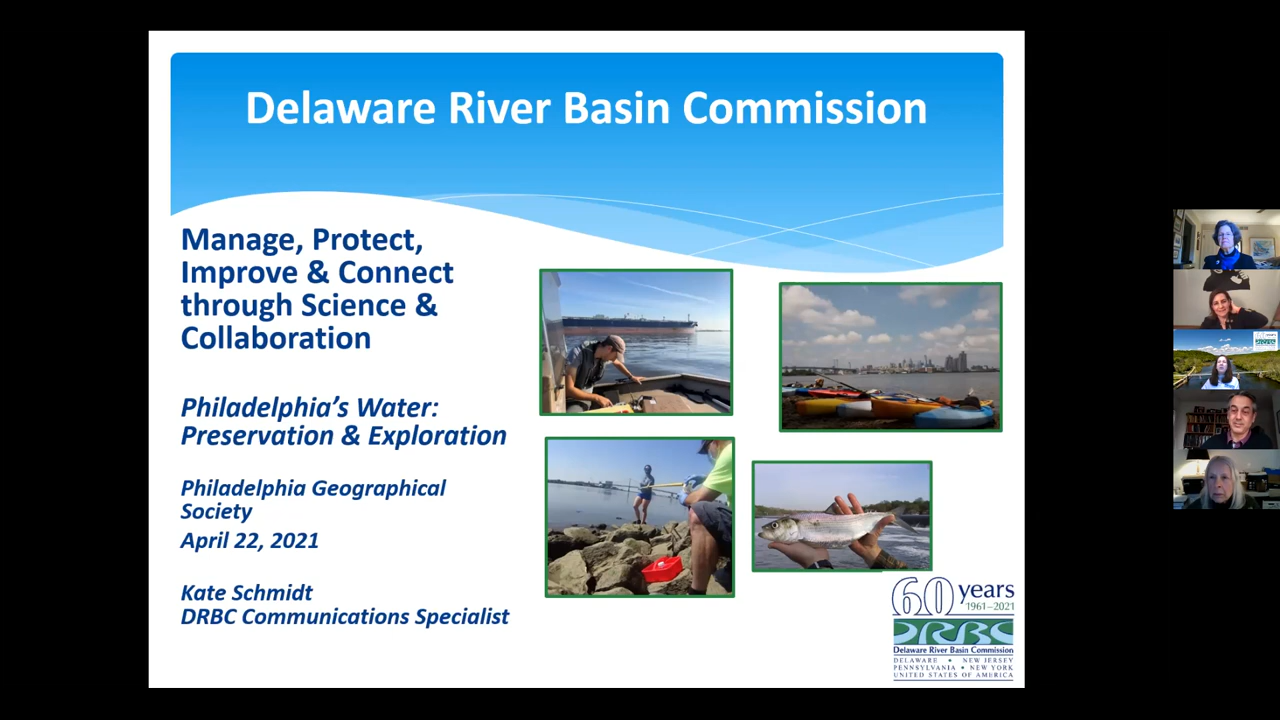 Delaware River Basin Commission
Manage, Protect,
Improve & Connect
through Science &
Collaboration
Philadelphia's Water:
Preservation & Exploration
Philadelphia Geographical
Society
April 22, 2021
Kate Schmidt
DRBC Communications Specialist
60 years
1961–2021
DRBC
Delaware River Basin Commission
DELAWARE • NEW JERSEY
PENNSYLVANIA • NEW YORK
UNITED STATES OF AMERICA